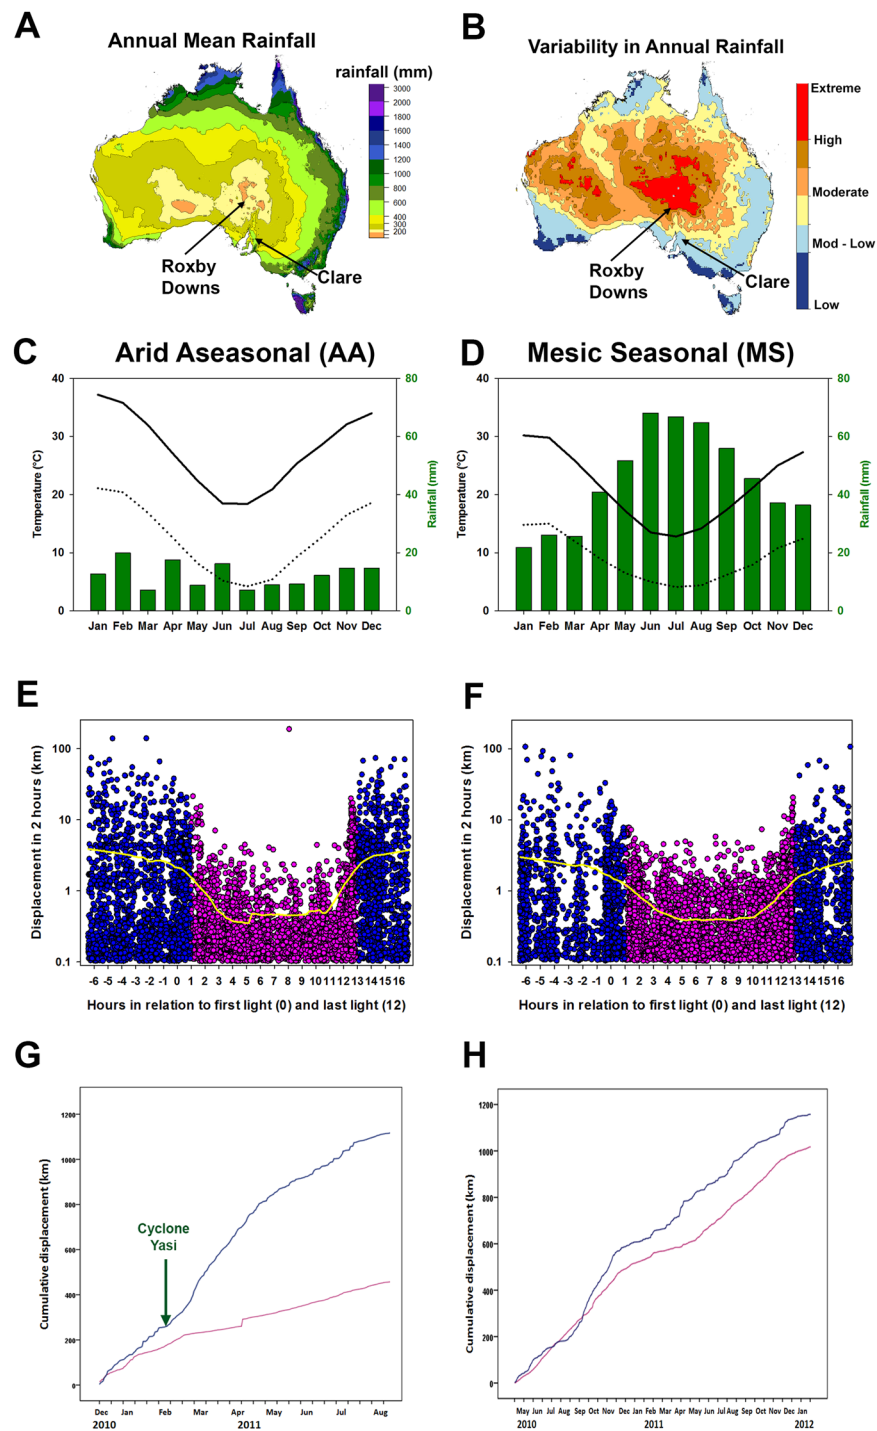 A
Annual Mean Rainfall
rainfall (mm)
3000
2000
1800
1600
1400
1200
1000
800
600
400
300
200
Roxby
Downs
Clare
B
Variability in Annual Rainfall
Extreme
High
Moderate
Mod - Low
Low
Roxby
Downs
Clare
C
Arid Aseasonal (AA)
40
30
20
10
0
Temperature (°C)
80
60
40
20
0
Rainfall (mm)
Jan Feb Mar Apr May Jun Jul Aug Sep Oct Nov Dec
D
Mesic Seasonal (MS)
40
30
20
10
0
Temperature (°C)
80
60
40
20
0
Rainfall (mm)
Jan Feb Mar Apr May Jun Jul Aug Sep Oct Nov Dec
E
100
10
1
0.1
Displacement in 2 hours (km)
-6 -5 -4 -3 -2 -1 0 1 2 3 4 5 6 7 8 9 10 11 12 13 14 15 16
Hours in relation to first light (0) and last light (12)
F
100
10
1
0.1
Displacement in 2 hours (km)
-6 -5 -4 -3 -2 -1 0 1 2 3 4 5 6 7 8 9 10 11 12 13 14 15 16
Hours in relation to first light (0) and last light (12)
G
1200
1000
800
600
400
200
0
Cumulative displacement (km)
Cyclone
Yasi
Dec Jan Feb Mar Apr May Jun Jul Aug
2010 2011
H
1200
1000
800
600
400
200
0
Cumulative displacement (km)
May Jun Jul Aug Sep Oct Nov Dec Jan Feb Mar Apr May Jun Jul Aug Sep Oct Nov Dec Jan
2010 2011 2012